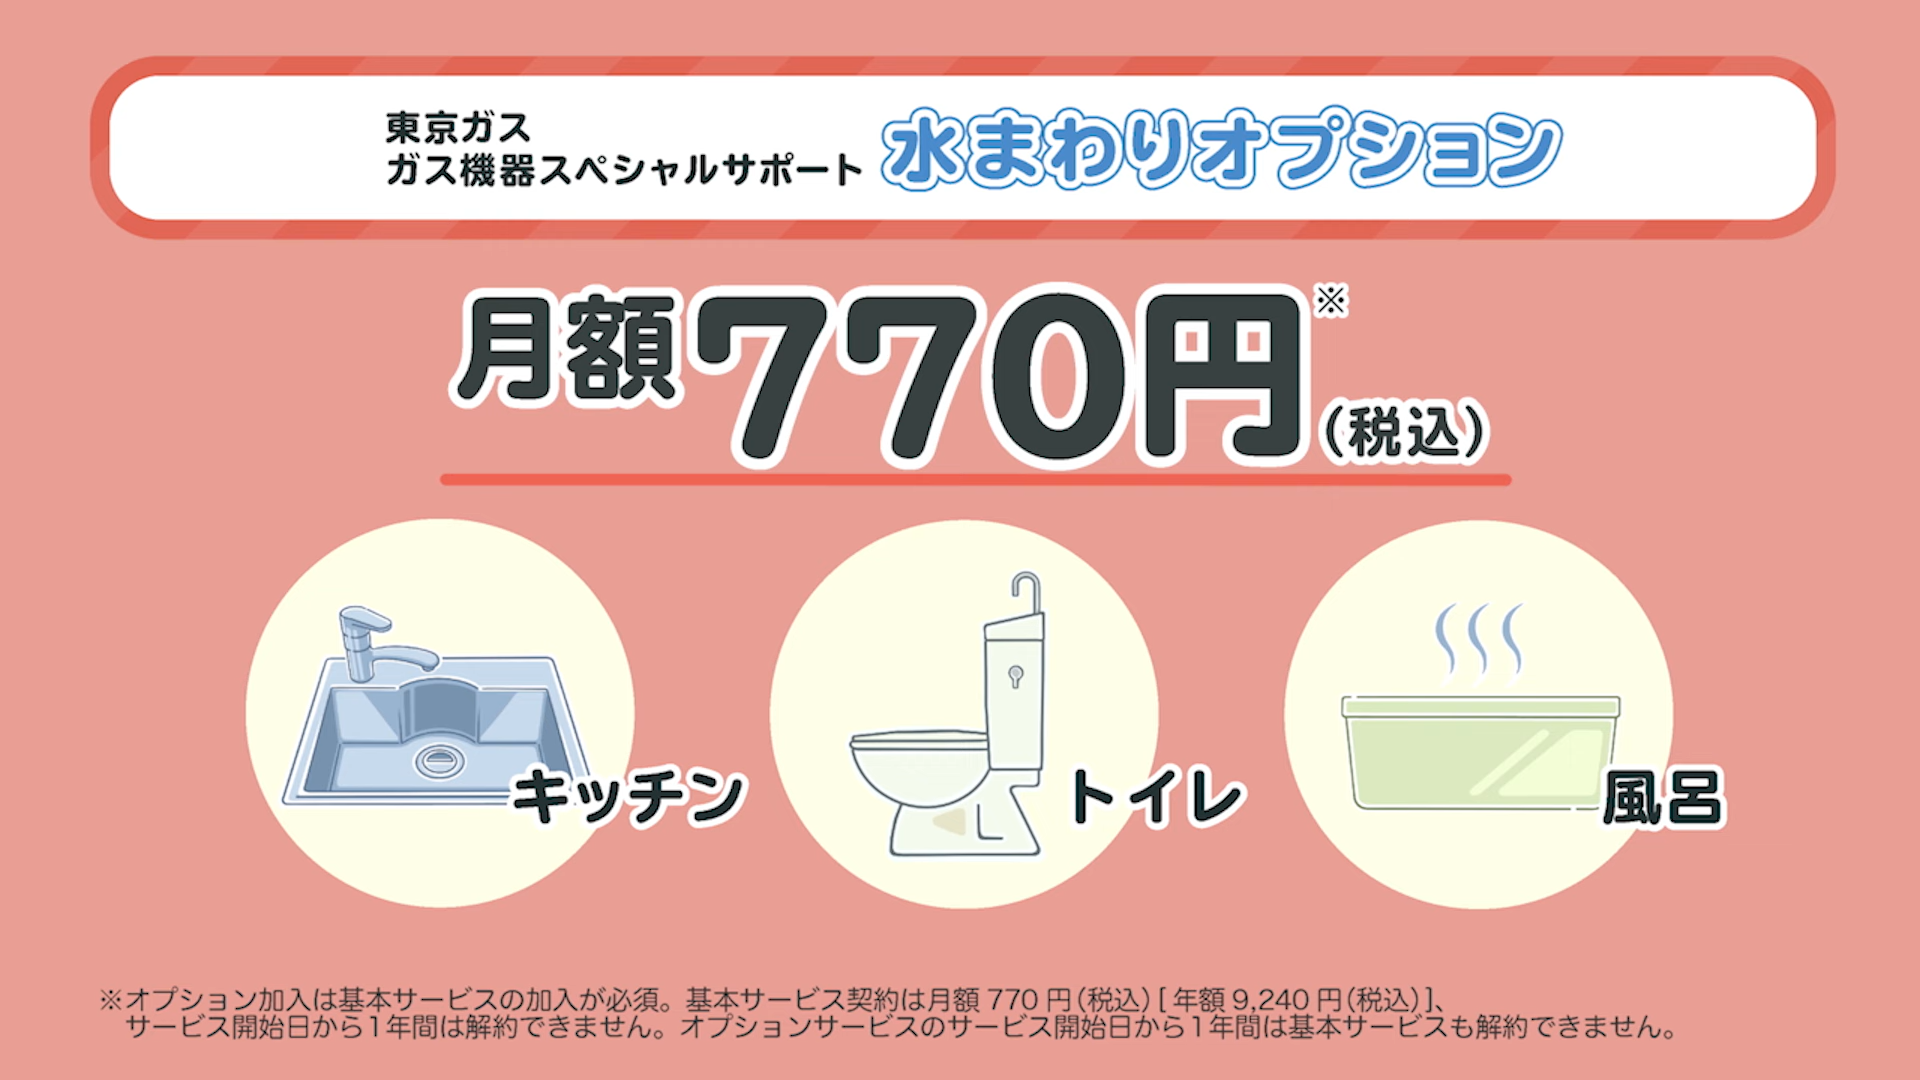 東京ガス
ガス機器スペシャルサポート 水まわりオプション
月額770円※(税込)
キッチン
トイレ
風呂
※オプション加入は基本サービスの加入が必須。基本サービス契約は月額 770 円(税込)[ 年額 9,240 円(税込)]、
サービス開始日から1年間は解約できません。オプションサービスのサービス開始日から1年間は基本サービスも解約できません。